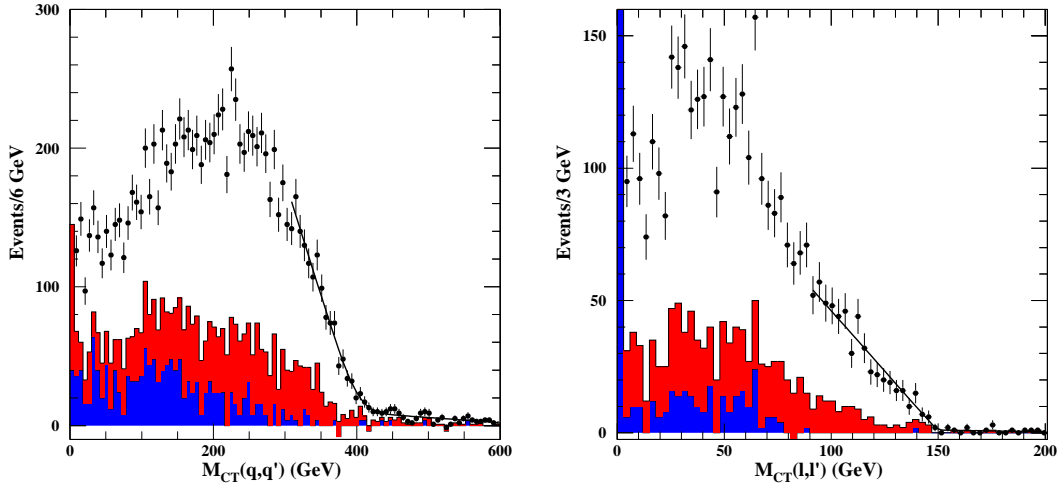 Events/6 GeV
300
200
100
0
0 200 400 600
M_CT(q,q') (GeV)
Events/3 GeV
150
100
50
0
0 50 100 150 200
M_CT(l,l') (GeV)